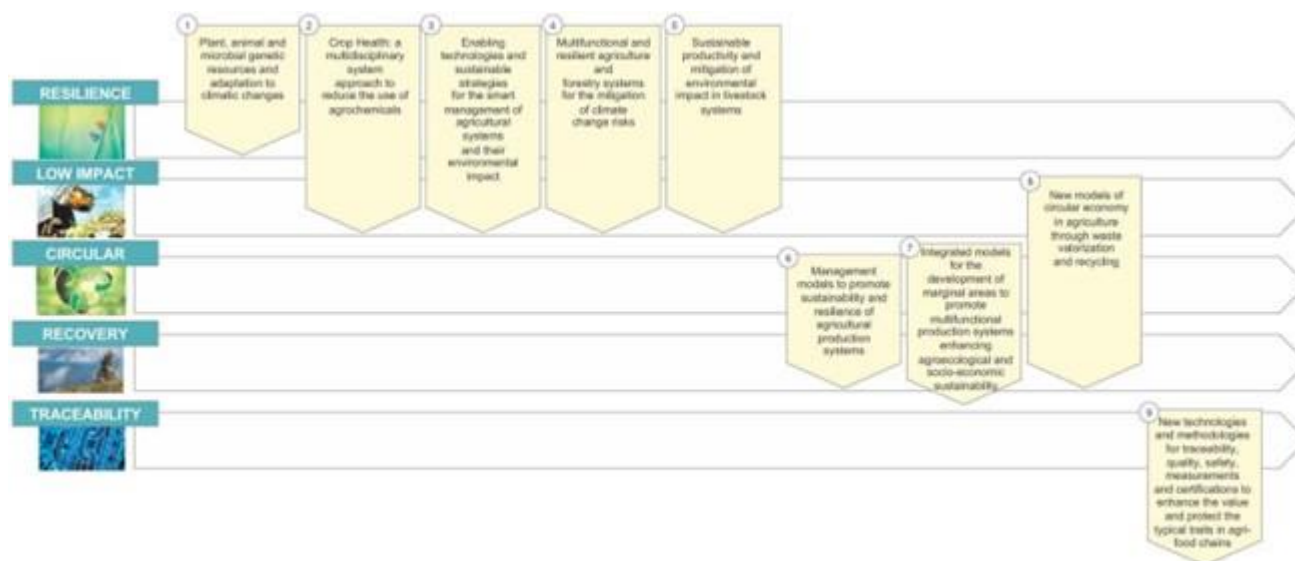 1
Plant, animal and
microbial genetic
resources and
adaptation to
climatic changes
2
Crop Health: a
multidisciplinary
system
approach to
reduce the use of
agrochemicals
3
Enabling
technologies and
sustainable
strategies
for the smart
management of
agricultural
systems
and their
environmental
impact
4
Multifunctional and
resilient agriculture
and
forestry systems
for the mitigation
of climate
change risks
5
Sustainable
productivity and
mitigation of
environmental
impact in livestock
systems
RESILIENCE
LOW IMPACT
CIRCULAR
RECOVERY
TRACEABILITY
6
Management
models to promote
sustainability and
resilience of
agricultural
production
systems
7
Integrated models
for the
development of
marginal areas to
promote
multifunctional
production systems
enhancing
agroecological and
socio-economic
sustainability
New models of
circular economy
in agriculture
through waste
valorization
and recycling
9
New technologies
and methodologies
for traceability,
quality, safety,
measurements
and certifications to
enhance the value
and protect the
typical traits in agri-
food chains